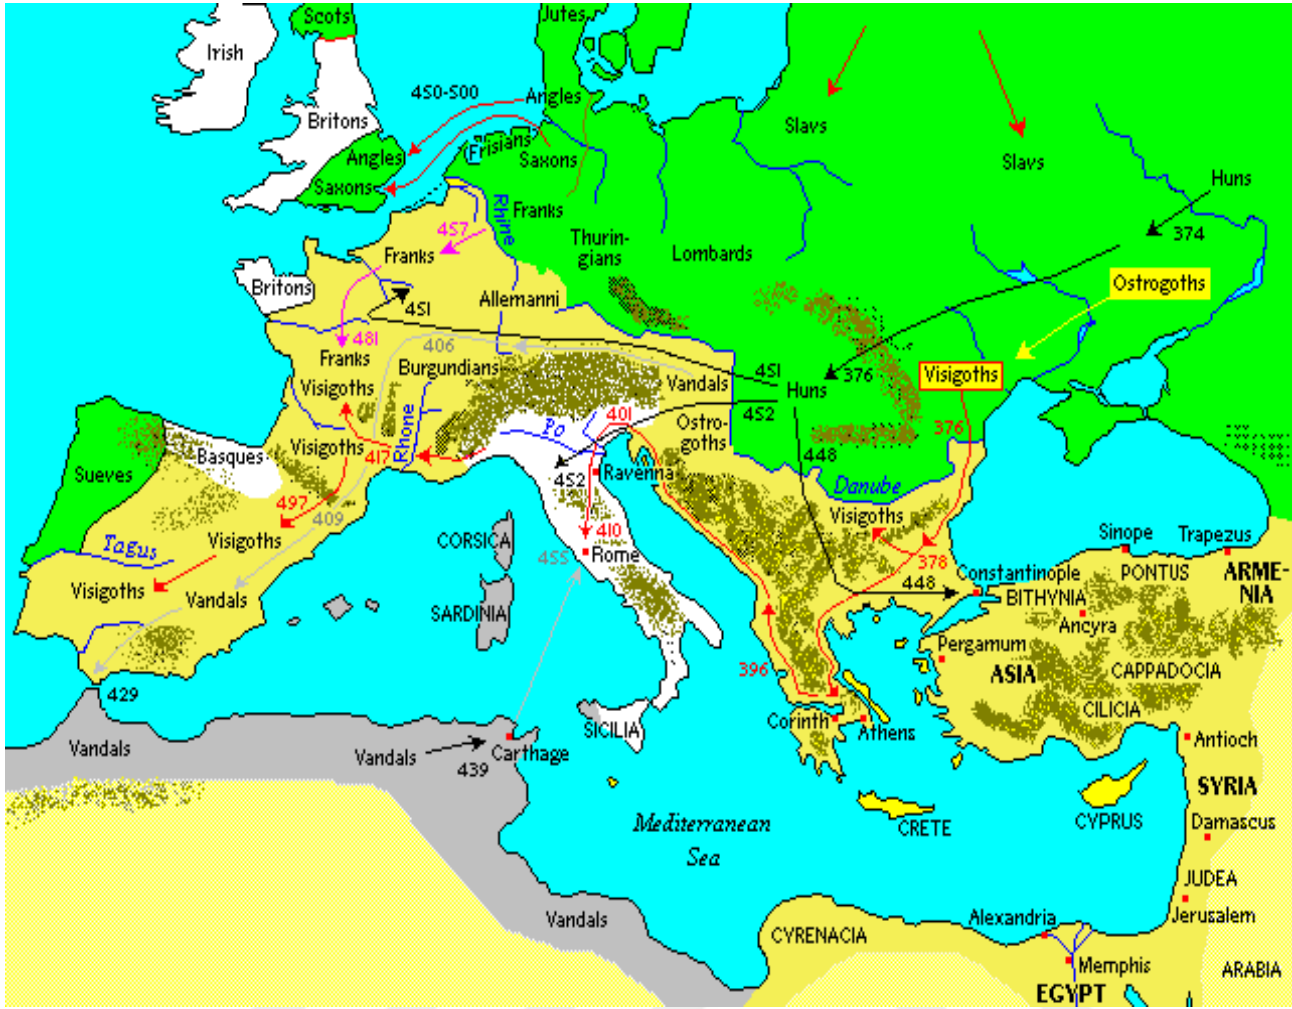 Scots
Jutes
Irish
450-500
Angles
Britons
Slavs
Frisians
Angles
Saxons
Slavs
Saxons
Huns
Rhine
Franks
457
374
Thurin-
gians
Lombards
Franks
Britons
Allemanni
451
Ostrogoths
481
406
Franks
Burgundians
451
376
Visigoths
Visigoths
Vandals
Huns
452
401
Ostro-
goths
376
Po
Rhone
Visigoths
417
448
Basques
Sueves
Ravenna
452
Danube
497
409
Visigoths
410
Tagus
Visigoths
CORSICA
455
Rome
378
Sinope
Trapezus
448
Constantinople
PONTUS
ARME-
NIA
Visigoths
Vandals
BITHYNIA
SARDINIA
Ancyra
Pergamum
396
ASIA
CAPPADOCIA
429
CILICIA
Corinth
Athens
SICILIA
Vandals
Vandals
439
Carthage
Antioch
SYRIA
Mediterranean
Sea
CRETE
CYPRUS
Damascus
JUDEA
Vandals
Alexandria
Jerusalem
CYRENACIA
Memphis
ARABIA
EGYPT